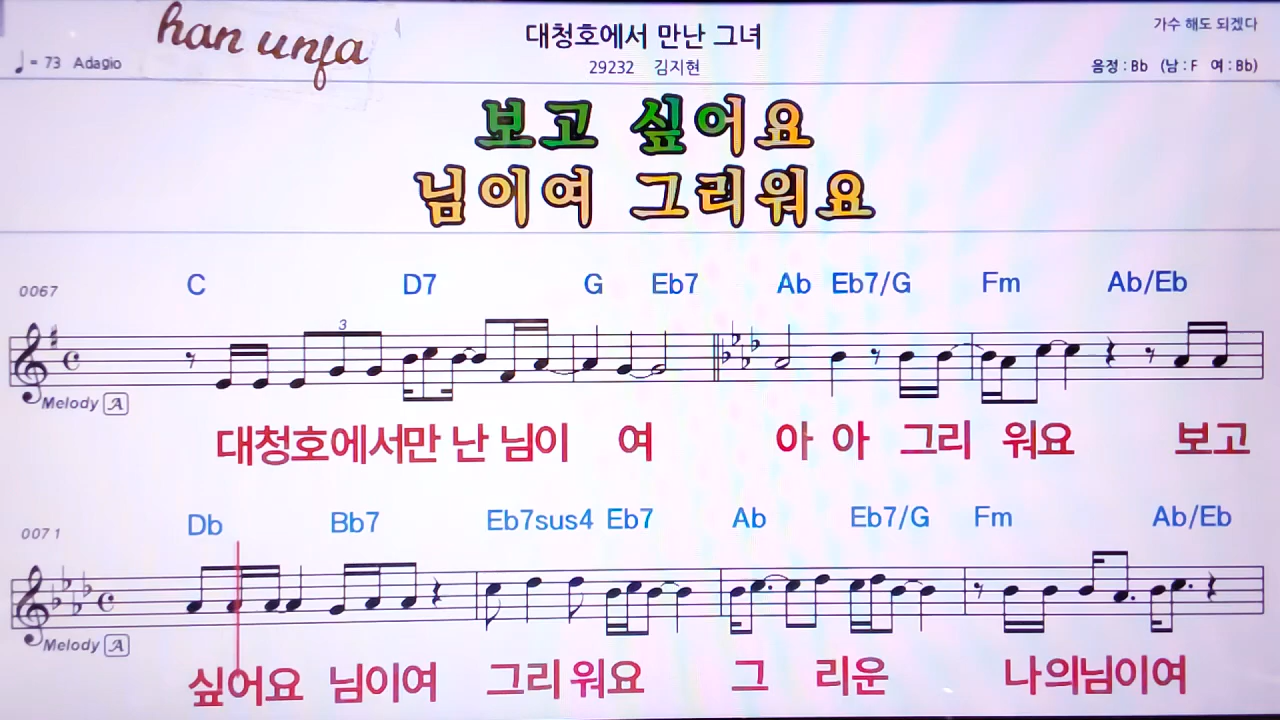 han unfa
대청호에서 만난 그녀
가수 해도 되겠다
♩= 73 Adagio
29232 김지현
음정 : Bb (남 : F 여 : Bb)
보고 싶어요
님이여 그리워요
0067
C D7 G Eb7 Ab Eb7/G Fm Ab/Eb
3
Melody A
대청호에서만 난 님이 여 아 아 그리 워요 보고
0071
Db Bb7 Eb7sus4 Eb7 Ab Eb7/G Fm Ab/Eb
Melody A
싶어요 님이여 그리 워요 그 리운 나의님이여